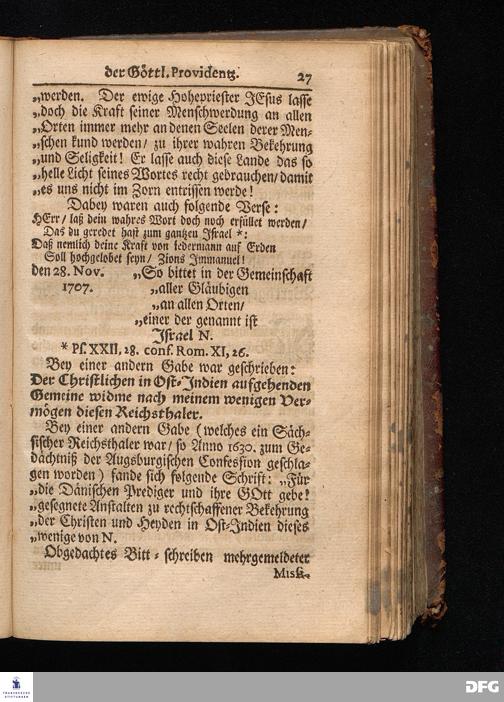 der Göttl. Providentz. 27
„werden. Der ewige Hohepriester JEsus lasse
„doch die Kraft seiner Menschwerdung an allen
„Orten immer mehr an denen Seelen derer Men-
„schen kund werden/ zu ihrer wahren Bekehrung
„und Seligkeit! Er lasse auch diese Lande das so
„helle Licht seines Wortes recht gebrauchen/ damit
„es uns nicht im Zorn entrissen werde!
Dabey waren auch folgende Verse:
HErr/ laß dein wahres Wort doch noch erfüllet werden/
Das du geredet hast zum gantzen Israel *:
Daß nemlich deine Kraft von iedermann auf Erden
Soll hochgelobet seyn/ Zions Immanuel!
den 28. Nov. „So bittet in der Gemeinschaft
1707. „aller Gläubigen
„an allen Orten/
„einer der genannt ist
Israel N.
* Ps. XXII, 28. conf. Rom. XI, 26.
Bey einer andern Gabe war geschrieben:
Der Christlichen in Ost-Indien aufgehenden
Gemeine widme nach meinem wenigen Ver-
mögen diesen Reichsthaler.
Bey einer andern Gabe (welches ein Säch-
sischer Reichsthaler war/ so Anno 1630. zum Ge-
dächtniß der Augsburgischen Confession geschla-
gen worden) fande sich folgende Schrift: „Für
„die Dänischen Prediger und ihre GOtt gebe!
„gesegnete Anstalten zu rechtschaffener Bekehrung
„der Christen und Heyden in Ost-Indien dieses
„wenige von N.
Obgedachtes Bitt-schreiben mehrgemeldeter
Miss-
FRANCKESCHE
STIFTUNGEN
DFG